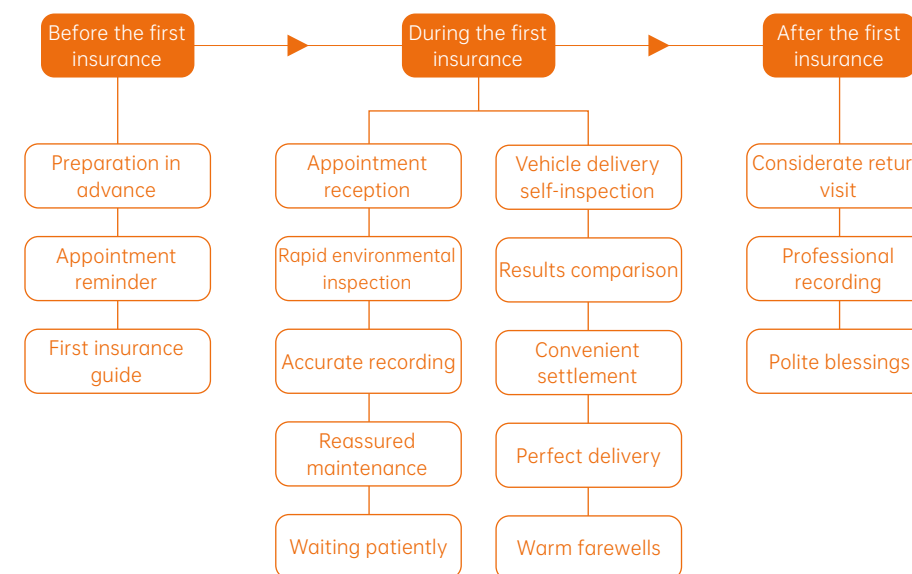 Before the first
insurance
During the first
insurance
After the first
insurance
Preparation in
advance
Appointment
reminder
First insurance
guide
Appointment
reception
Rapid environmental
inspection
Accurate recording
Reassured
maintenance
Waiting patiently
Vehicle delivery
self-inspection
Results comparison
Convenient
settlement
Perfect delivery
Warm farewells
Considerate
visit
Professional
recording
Polite blessings